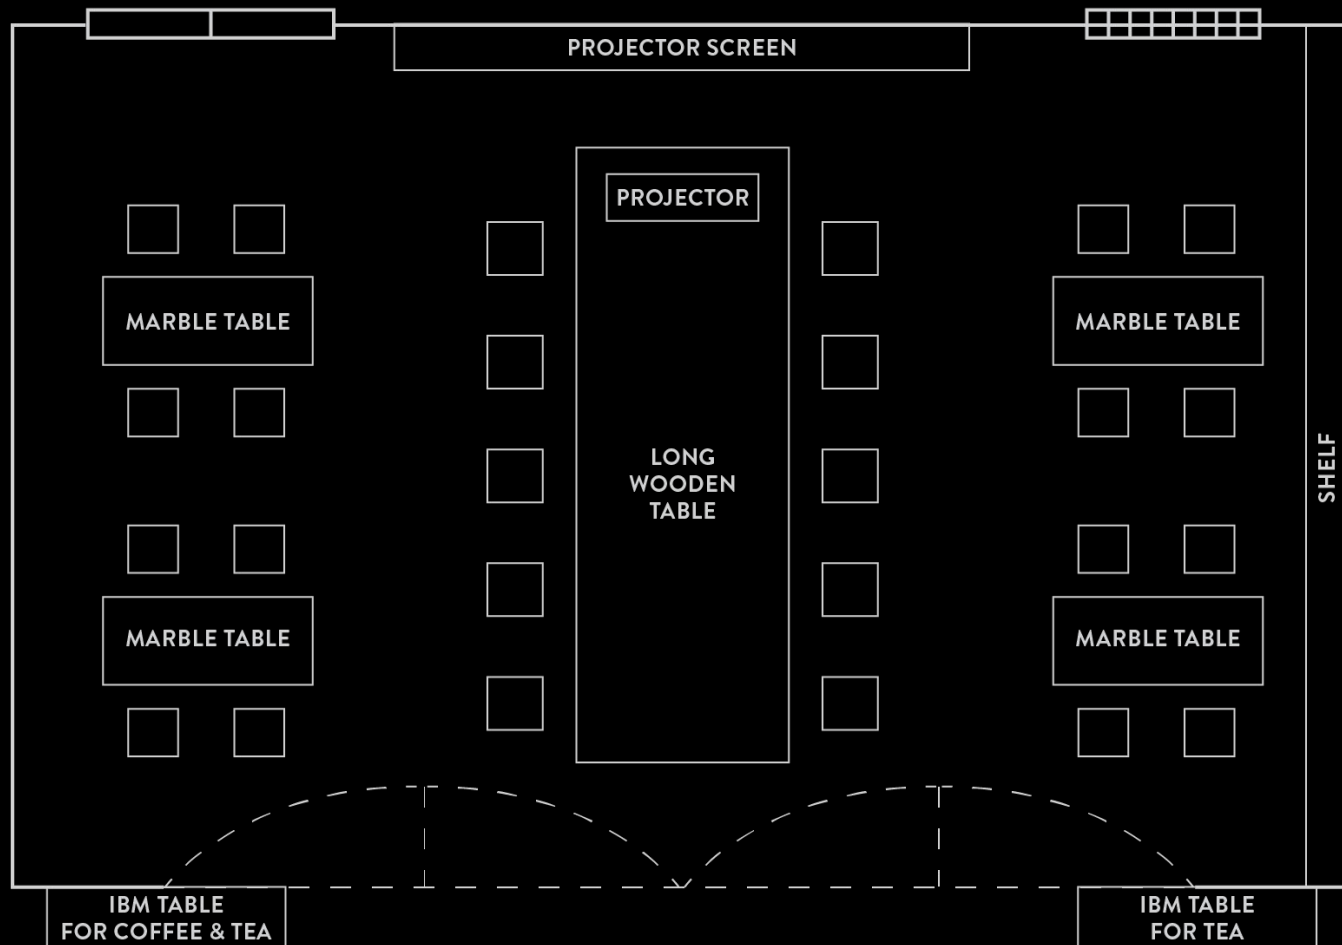 PROJECTOR SCREEN
PROJECTOR
MARBLE TABLE
MARBLE TABLE
LONG
WOODEN
TABLE
SHELF
MARBLE TABLE
MARBLE TABLE
IBM TABLE
FOR COFFEE & TEA
IBM TABLE
FOR TEA